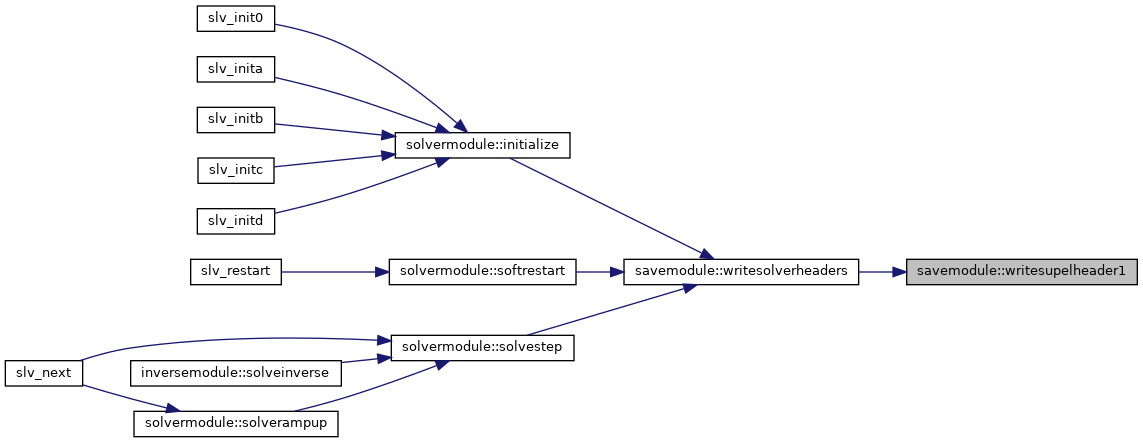 slv_init0
slv_inita
slv_initb
solvermodule::initialize
slv_initc
slv_initd
slv_restart
solvermodule::softrestart
savemodule::writesolverheaders
savemodule::writesupelheader1
solvermodule::solvestep
slv_next
inversemodule::solveinverse
solvermodule::solverampup